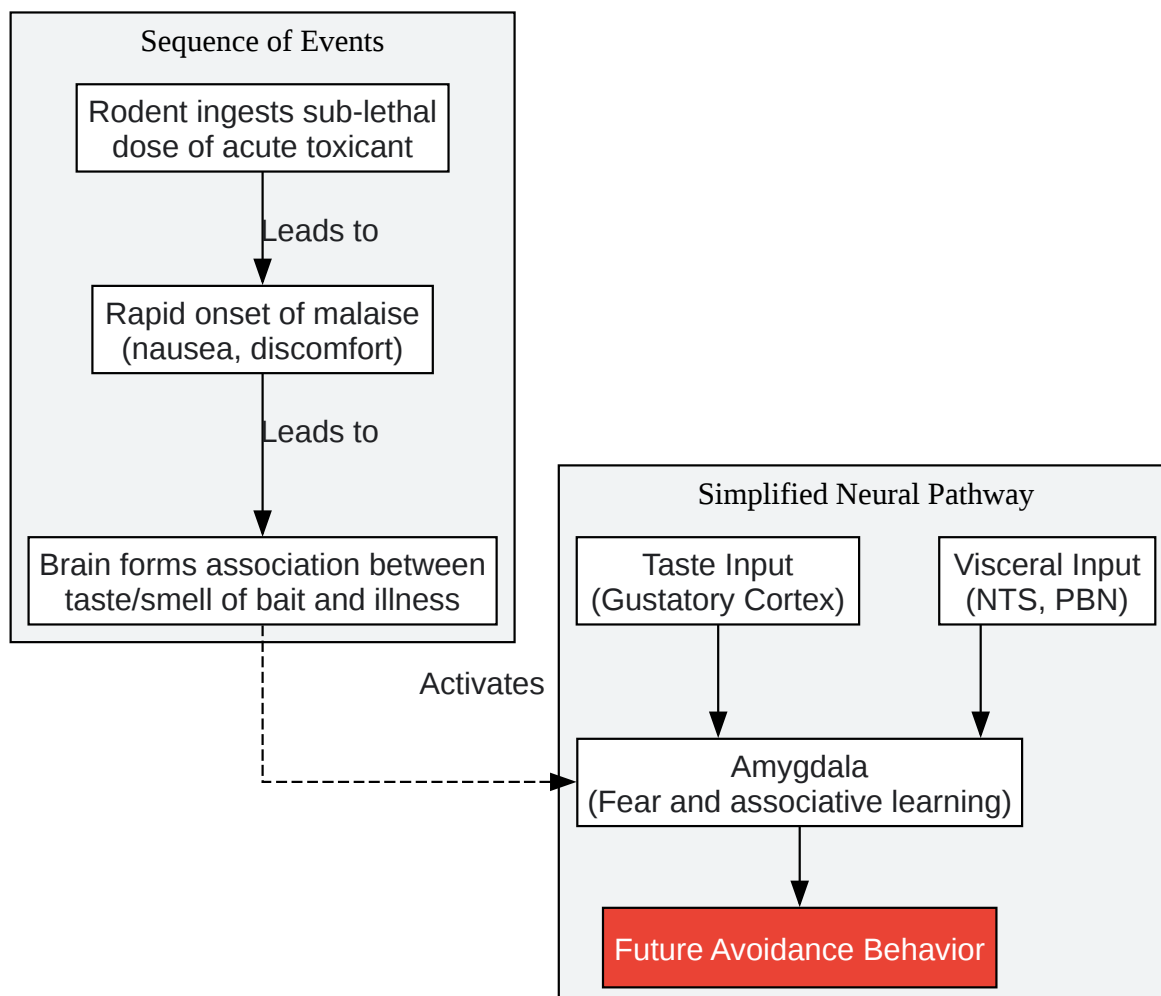 Sequence of Events
Rodent ingests sub-lethal
dose of acute toxicant
Leads to
Rapid onset of malaise
(nausea, discomfort)
Leads to
Brain forms association between
taste/smell of bait and illness
Activates
Simplified Neural Pathway
Taste Input
(Gustatory Cortex)
Visceral Input
(NTS, PBN)
Amygdala
(Fear and associative learning)
Future Avoidance Behavior